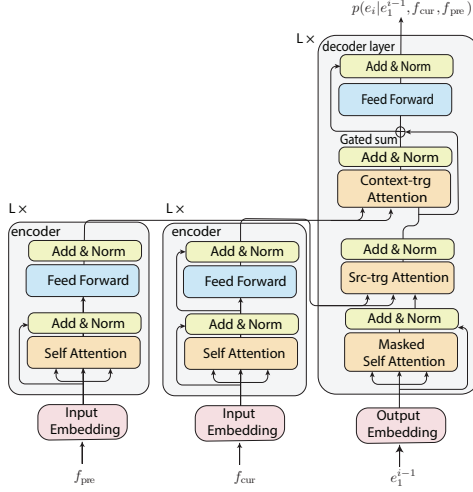 p(e_i|e_1^{i-1}, f_cur, f_pre)
L×
decoder layer
Add & Norm
Feed Forward
Gated sum
Add & Norm
Context-trg
Attention
Add & Norm
Src-trg Attention
Add & Norm
Masked
Self Attention
Output
Embedding
e_1^{i-1}
L×
encoder
Add & Norm
Feed Forward
Add & Norm
Self Attention
Input
Embedding
f_pre
L×
encoder
Add & Norm
Feed Forward
Add & Norm
Self Attention
Input
Embedding
f_cur